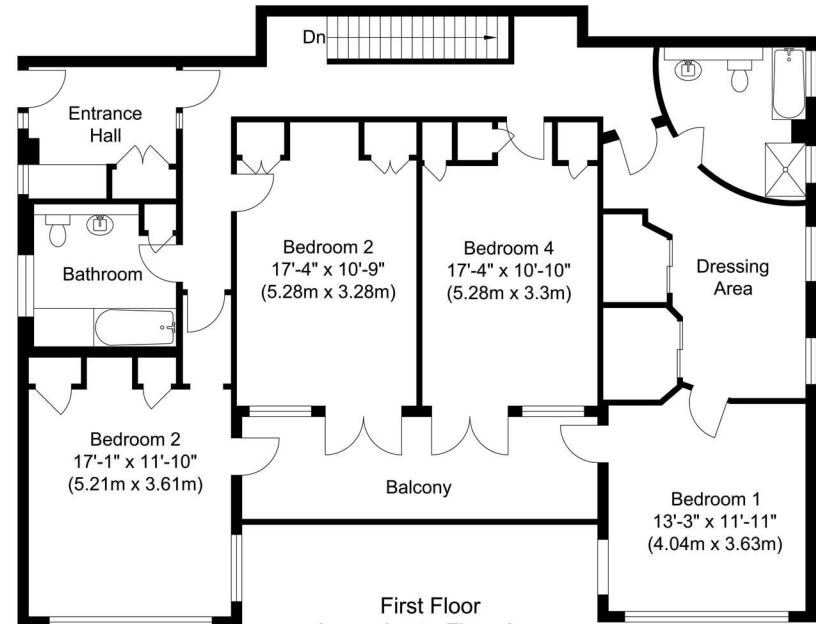 Dn
Entrance
Hall
Bathroom
Bedroom 2
17'-4" x 10'-9"
(5.28m x 3.28m)
Bedroom 4
17'-4" x 10'-10"
(5.28m x 3.3m)
Dressing
Area
Bedroom 2
17'-1" x 11'-10"
(5.21m x 3.61m)
Balcony
Bedroom 1
13'-3" x 11'-11"
(4.04m x 3.63m)
First Floor